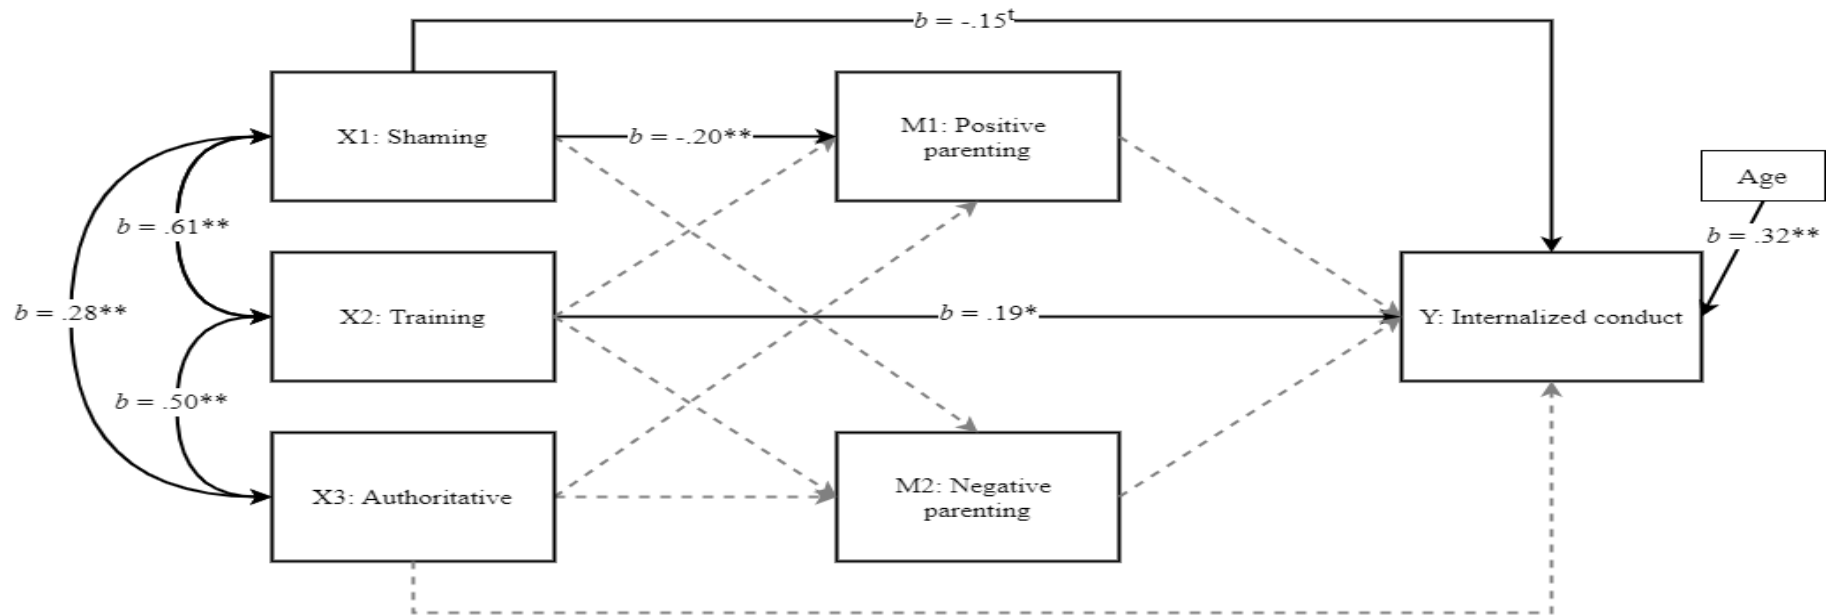 b = -.15t
X1: Shaming
b = -.20**
M1: Positive
parenting
Age
b = .61**
b = .32**
b = .28**
X2: Training
b = .19*
Y: Internalized conduct
b = .50**
X3: Authoritative
M2: Negative
parenting